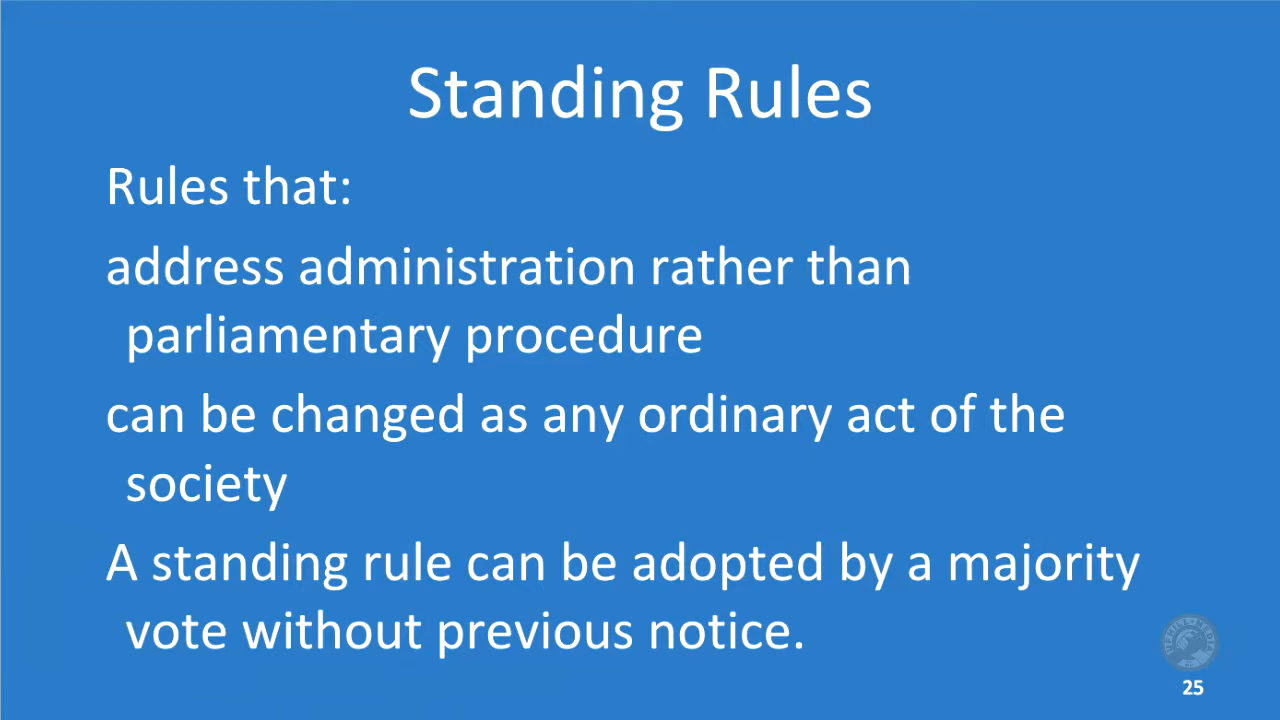 Standing Rules
Rules that:
address administration rather than
parliamentary procedure
can be changed as any ordinary act of the
society
A standing rule can be adopted by a majority
vote without previous notice.
25